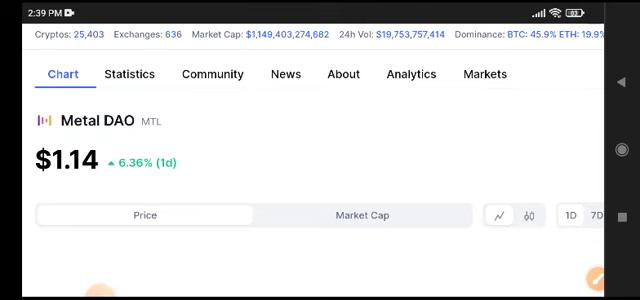 2:39 PM 63
Cryptos: 25,403 Exchanges: 636 Market Cap: $1,149,403,274,682 24h Vol: $19,753,757,414 Dominance: BTC: 45.9% ETH: 19.9%
Chart Statistics Community News About Analytics Markets
Metal DAO MTL
$1.14 6.36% (1d)
Price Market Cap 1D 7D